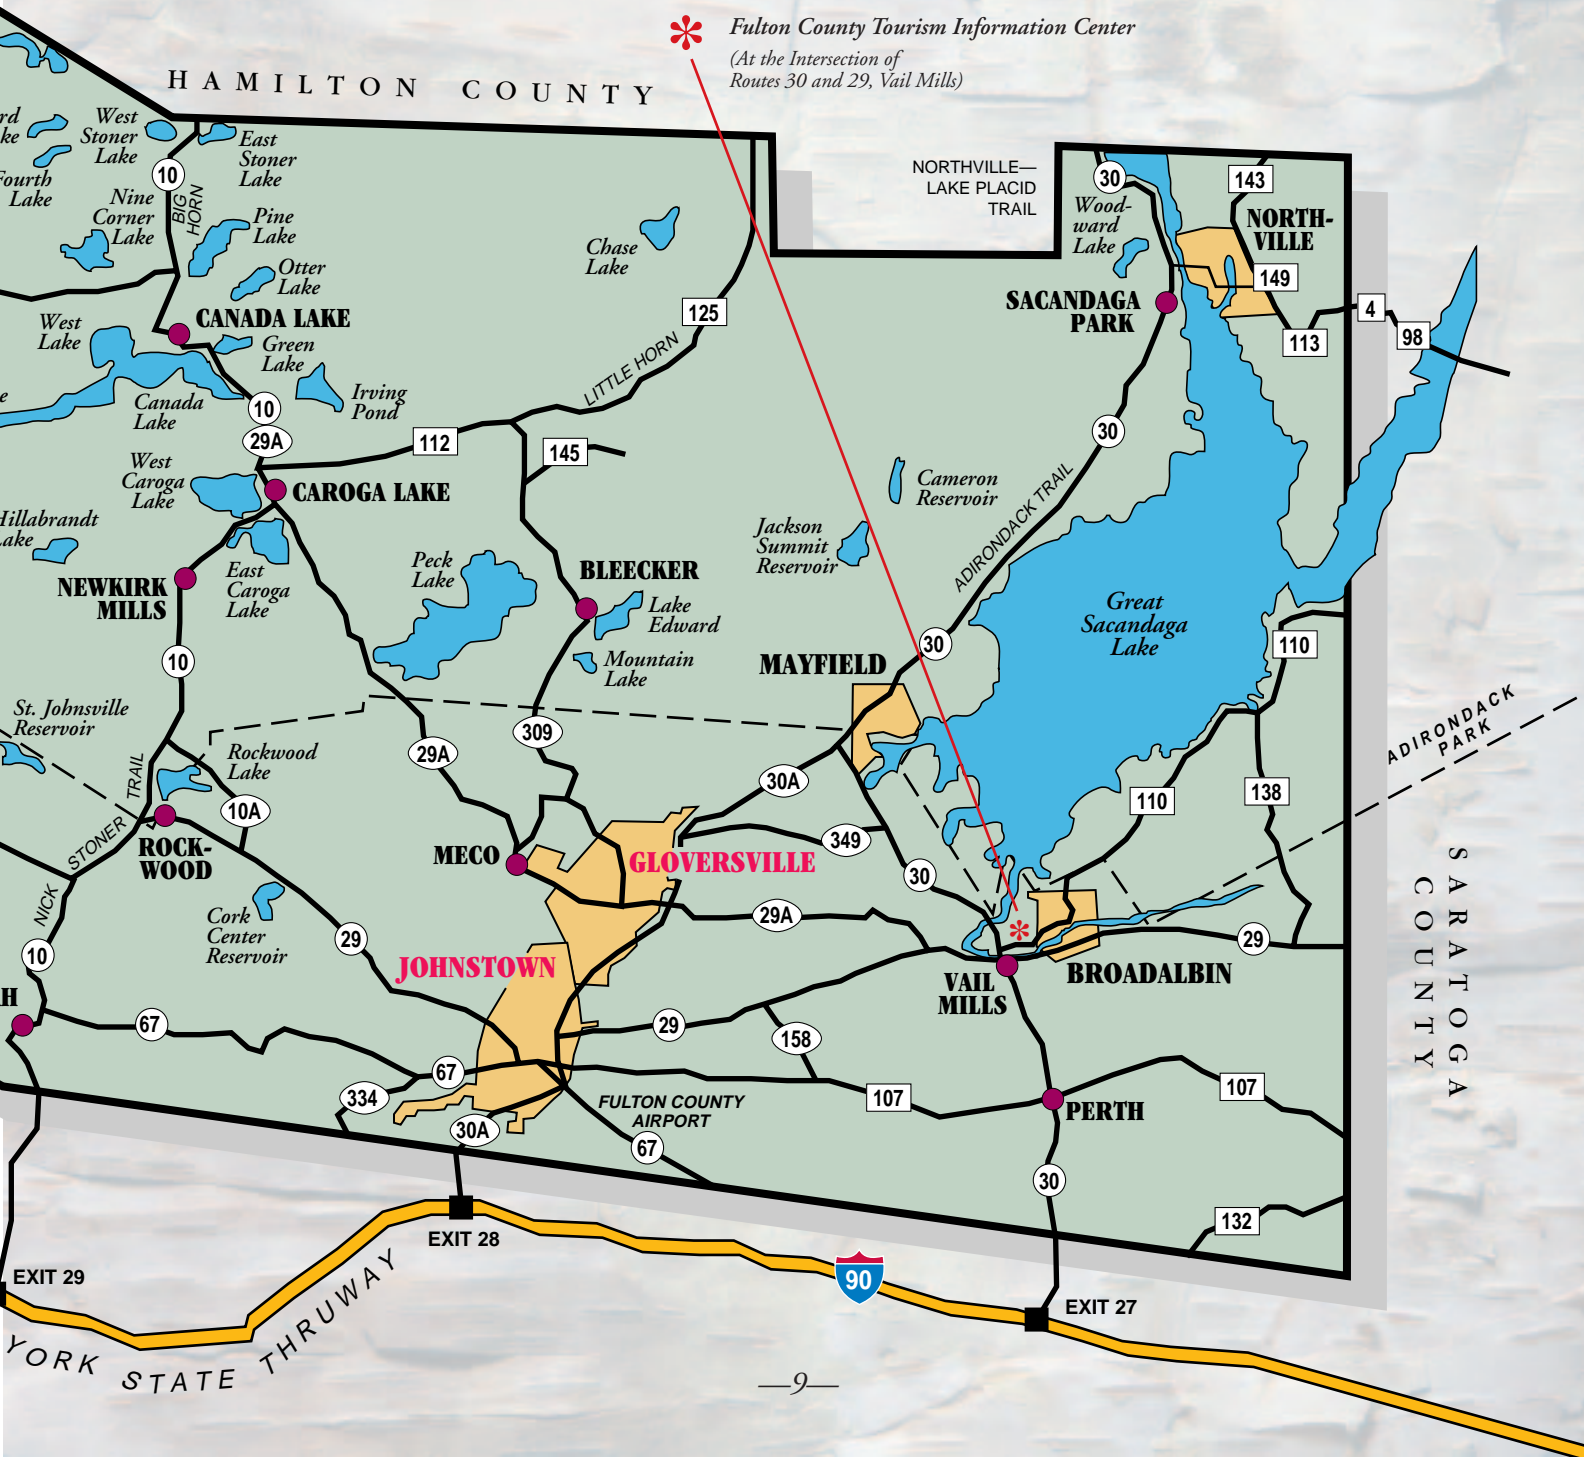 Fulton County Tourism Information Center
(At the Intersection of
Routes 30 and 29, Vail Mills)
HAMILTON COUNTY
West
Stoner
Lake
East
Stoner
Lake
rd
ke
Fourth
Lake
10
BIG
HORN
Nine
Corner
Lake
Pine
Lake
Otter
Lake
Chase
Lake
NORTHVILLE—
LAKE PLACID
TRAIL
30
143
Wood-
ward
Lake
NORTH-
VILLE
149
SACANDAGA
PARK
4
113
98
125
CANADA LAKE
West
Lake
Green
Lake
LITTLE HORN
Irving
Pond
e
Canada
Lake
10
29A
112
145
30
West
Caroga
Lake
CAROGA LAKE
Cameron
Reservoir
ADIRONDACK TRAIL
Hillabrandt
Lake
Jackson
Summit
Reservoir
Peck
Lake
BLEECKER
East
Caroga
Lake
NEWKIRK
MILLS
Lake
Edward
Great
Sacandaga
Lake
Mountain
Lake
10
MAYFIELD
30
110
St. Johnsville
Reservoir
309
29A
Rockwood
Lake
TRAIL
ADIRONDACK
PARK
30A
138
110
10A
STONER
ROCK-
WOOD
MECO
GLOVERSVILLE
349
30
NICK
Cork
Center
Reservoir
29A
29
10
29
JOHNSTOWN
VAIL
MILLS
BROADALBIN
SARATOGA
COUNTY
H
67
29
158
67
334
107
107
FULTON COUNTY
AIRPORT
PERTH
30A
67
30
132
EXIT 28
EXIT 29
90
EXIT 27
YORK STATE THRUWAY
—9—